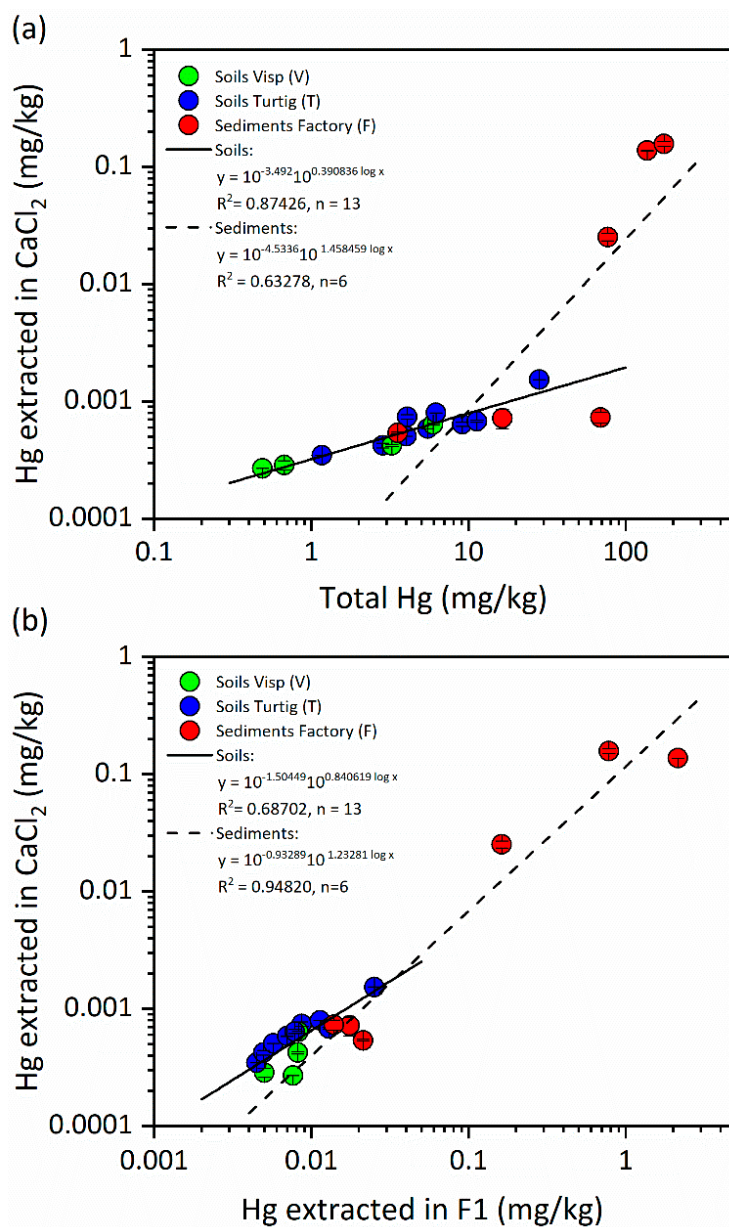 (a)
1
Soils Visp (V)
Soils Turtig (T)
Sediments Factory (F)
Soils:
y = 10^-3.492 10^0.390836 log x
R² = 0.87426, n = 13
Sediments:
y = 10^-4.5336 10^1.458459 log x
R² = 0.63278, n=6
0.1
0.01
0.001
0.0001
Hg extracted in CaCl₂ (mg/kg)
0.1 1 10 100
Total Hg (mg/kg)
(b)
1
Soils Visp (V)
Soils Turtig (T)
Sediments Factory (F)
Soils:
y = 10^-1.50449 10^0.840619 log x
R² = 0.68702, n = 13
Sediments:
y = 10^-0.93289 10^1.23281 log x
R² = 0.94820, n=6
0.1
0.01
0.001
0.0001
Hg extracted in CaCl₂ (mg/kg)
0.001 0.01 0.1 1
Hg extracted in F1 (mg/kg)